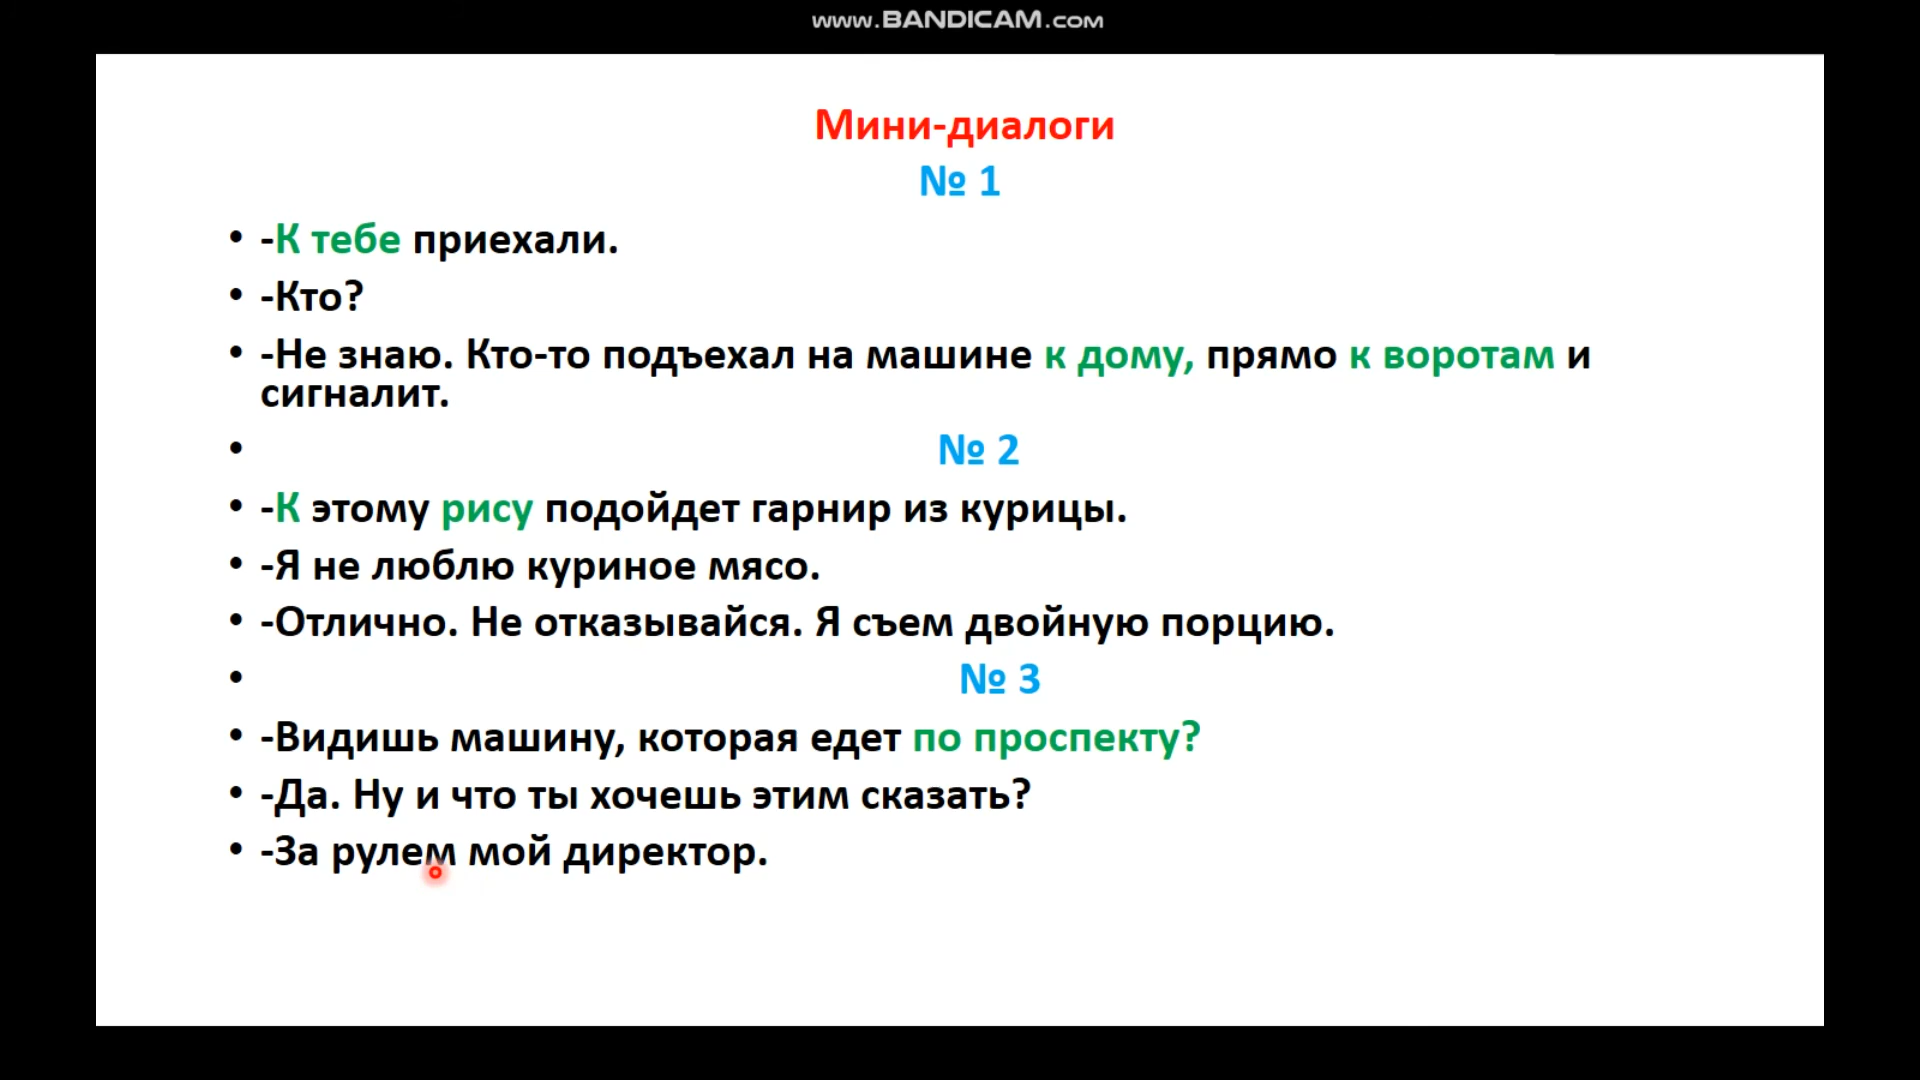 www.BANDICAM.com
Мини-диалоги
№ 1
• -К тебе приехали.
• -Кто?
• -Не знаю. Кто-то подъехал на машине к дому, прямо к воротам и
сигналит.
• № 2
• -К этому рису подойдет гарнир из курицы.
• -Я не люблю куриное мясо.
• -Отлично. Не отказывайся. Я съем двойную порцию.
• № 3
• -Видишь машину, которая едет по проспекту?
• -Да. Ну и что ты хочешь этим сказать?
• -За рулем мой директор.